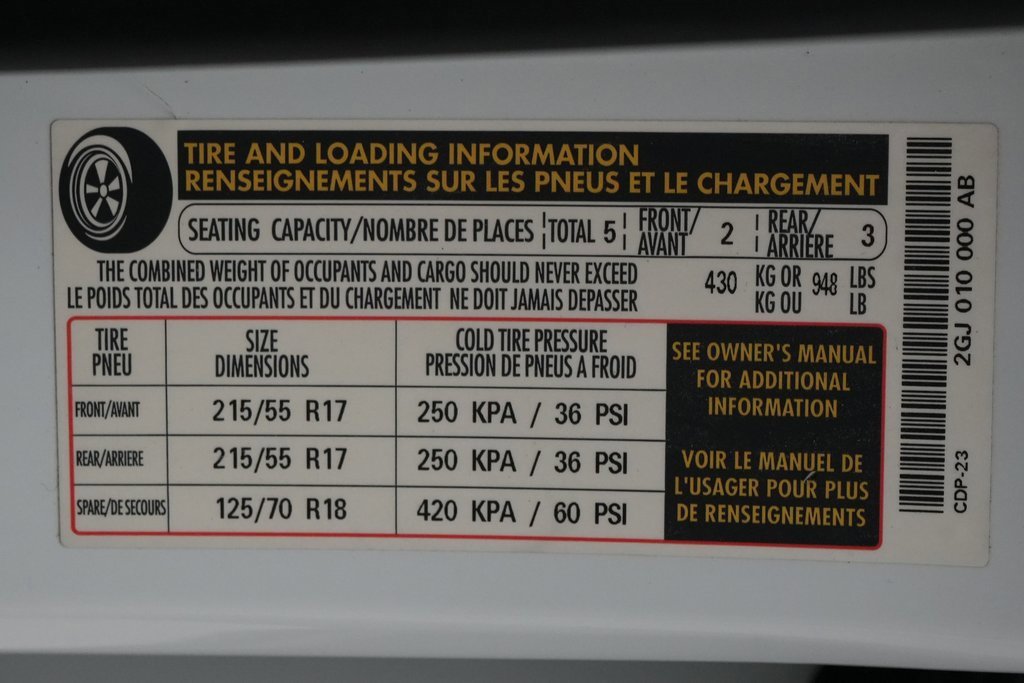 TIRE AND LOADING INFORMATION
RENSEIGNEMENTS SUR LES PNEUS ET LE CHARGEMENT
SEATING CAPACITY/NOMBRE DE PLACES TOTAL 5 FRONT/AVANT 2 REAR/ARRIÈRE 3
THE COMBINED WEIGHT OF OCCUPANTS AND CARGO SHOULD NEVER EXCEED 430 KG OR 948 LBS
LE POIDS TOTAL DES OCCUPANTS ET DU CHARGEMENT NE DOIT JAMAIS DEPASSER KG OU LB
TIRE SIZE COLD TIRE PRESSURE
PNEU DIMENSIONS PRESSION DE PNEUS A FROID
FRONT/AVANT 215/55 R17 250 KPA / 36 PSI
REAR/ARRIERE 215/55 R17 250 KPA / 36 PSI
SPARE/DE SECOURS 125/70 R18 420 KPA / 60 PSI
SEE OWNER'S MANUAL
FOR ADDITIONAL
INFORMATION
VOIR LE MANUEL DE
L'USAGER POUR PLUS
DE RENSEIGNEMENTS
2GJ 010 000 AB
CDP-23